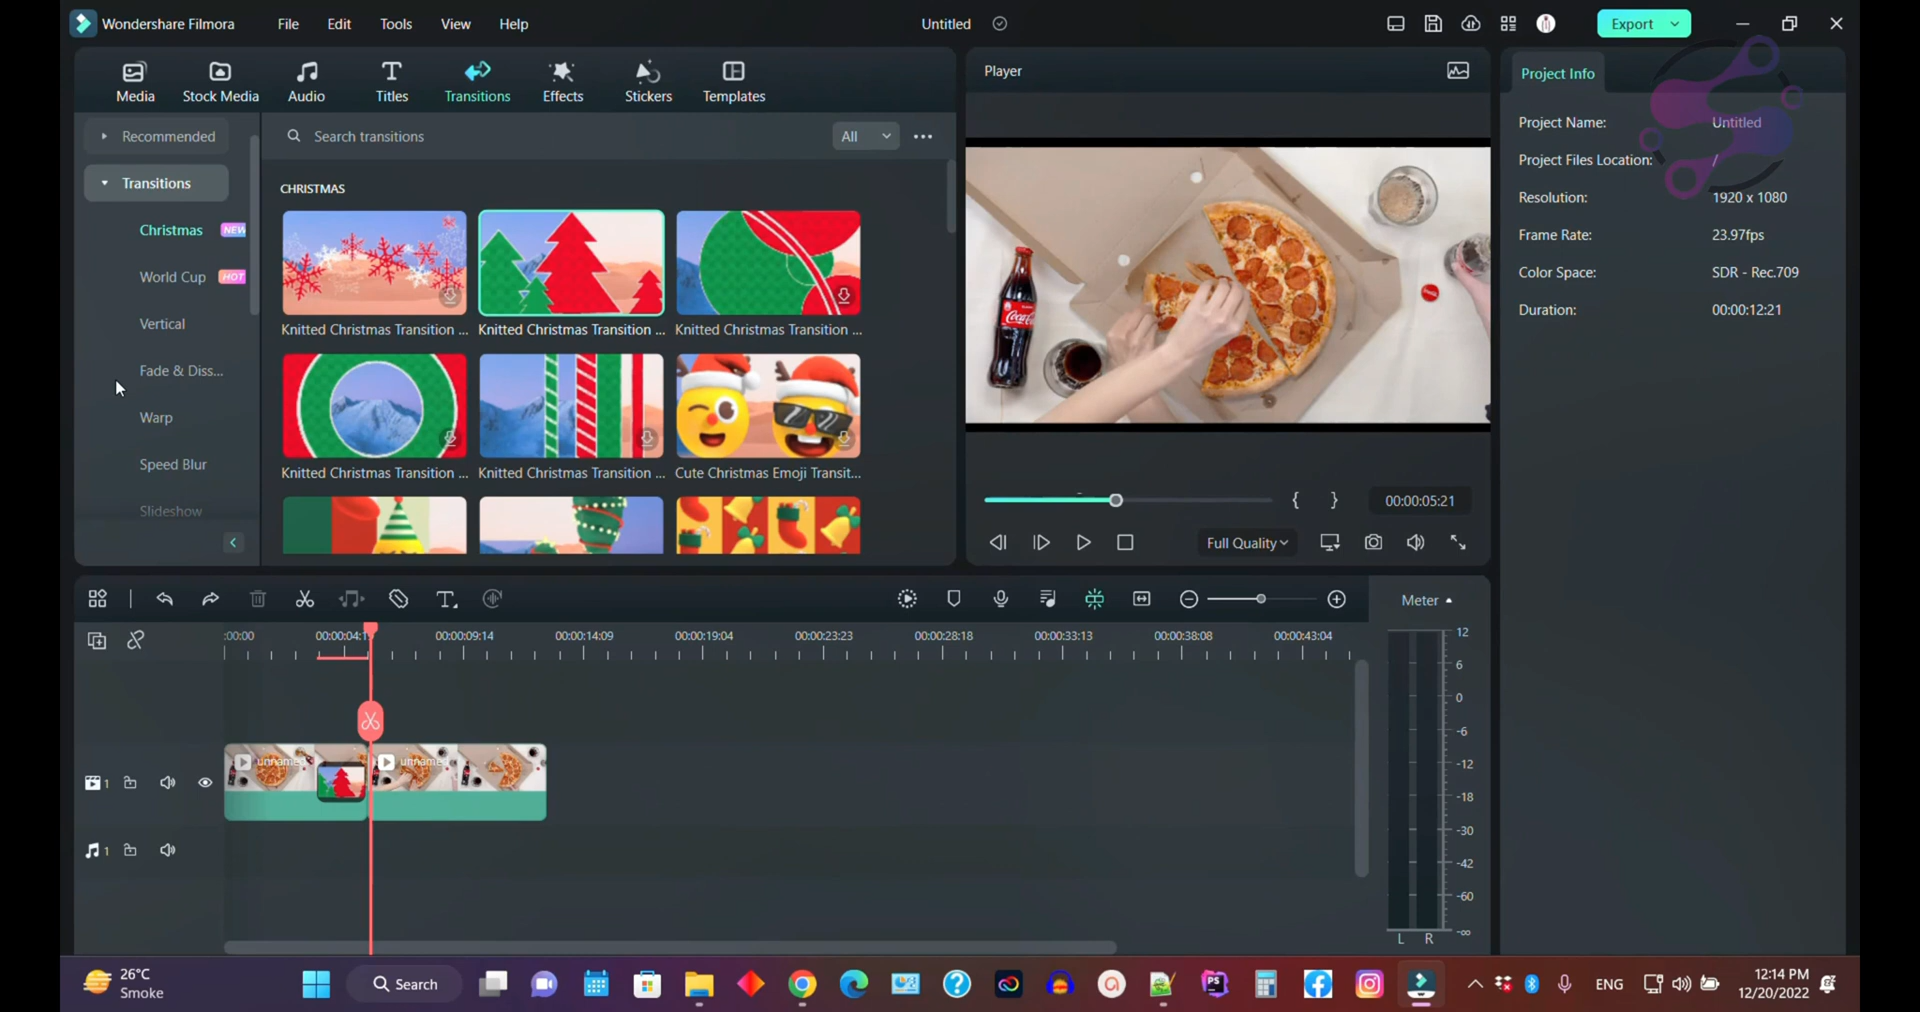 Wondershare Filmora
File
Edit
Tools
View
Help
Untitled
Export
Media
Stock Media
Audio
Titles
Transitions
Effects
Stickers
Templates
Player
Project Info
Recommended
Search transitions
All
Transitions
CHRISTMAS
Christmas NEW
World Cup HOT
Vertical
Fade & Diss...
Warp
Speed Blur
Slideshow
Knitted Christmas Transition ...
Knitted Christmas Transition ...
Knitted Christmas Transition ...
Knitted Christmas Transition ...
Knitted Christmas Transition ...
Cute Christmas Emoji Transit...
Coca
Project Name: Untitled
Project Files Location: /
Resolution: 1920 x 1080
Frame Rate: 23.97fps
Color Space: SDR - Rec.709
Duration: 00:00:12:21
{ } 00:00:05:21
Full Quality
Meter
:00:00 00:00:04:1 00:00:09:14 00:00:14:09 00:00:19:04 00:00:23:23 00:00:28:18 00:00:33:13 00:00:38:08 00:00:43:04
unnamed
unnamed
1
1
12
6
0
-6
-12
-18
-30
-42
-60
-∞
L R
26°C
Smoke
Search
PS
ENG
12:14 PM
12/20/2022